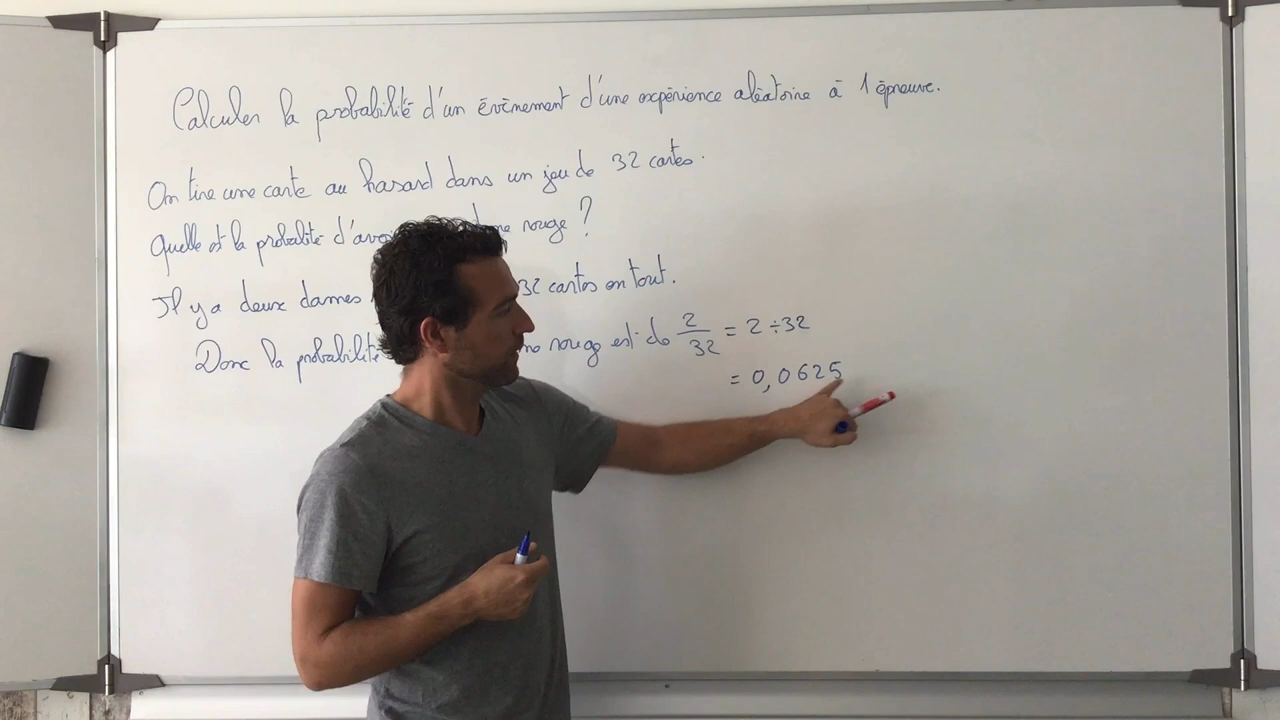 Calculer la probabilité d'un évènement d'une expérience aléatoire à 1 épreuve.
On tire une carte au hasard dans un jeu de 32 cartes.
Quelle est la probabilité d'avoir rouge ?
Il y a deux dames 32 cartes en tout.
Donc la probabilité rouge est de 2/32 = 2 ÷ 32
= 0,0625